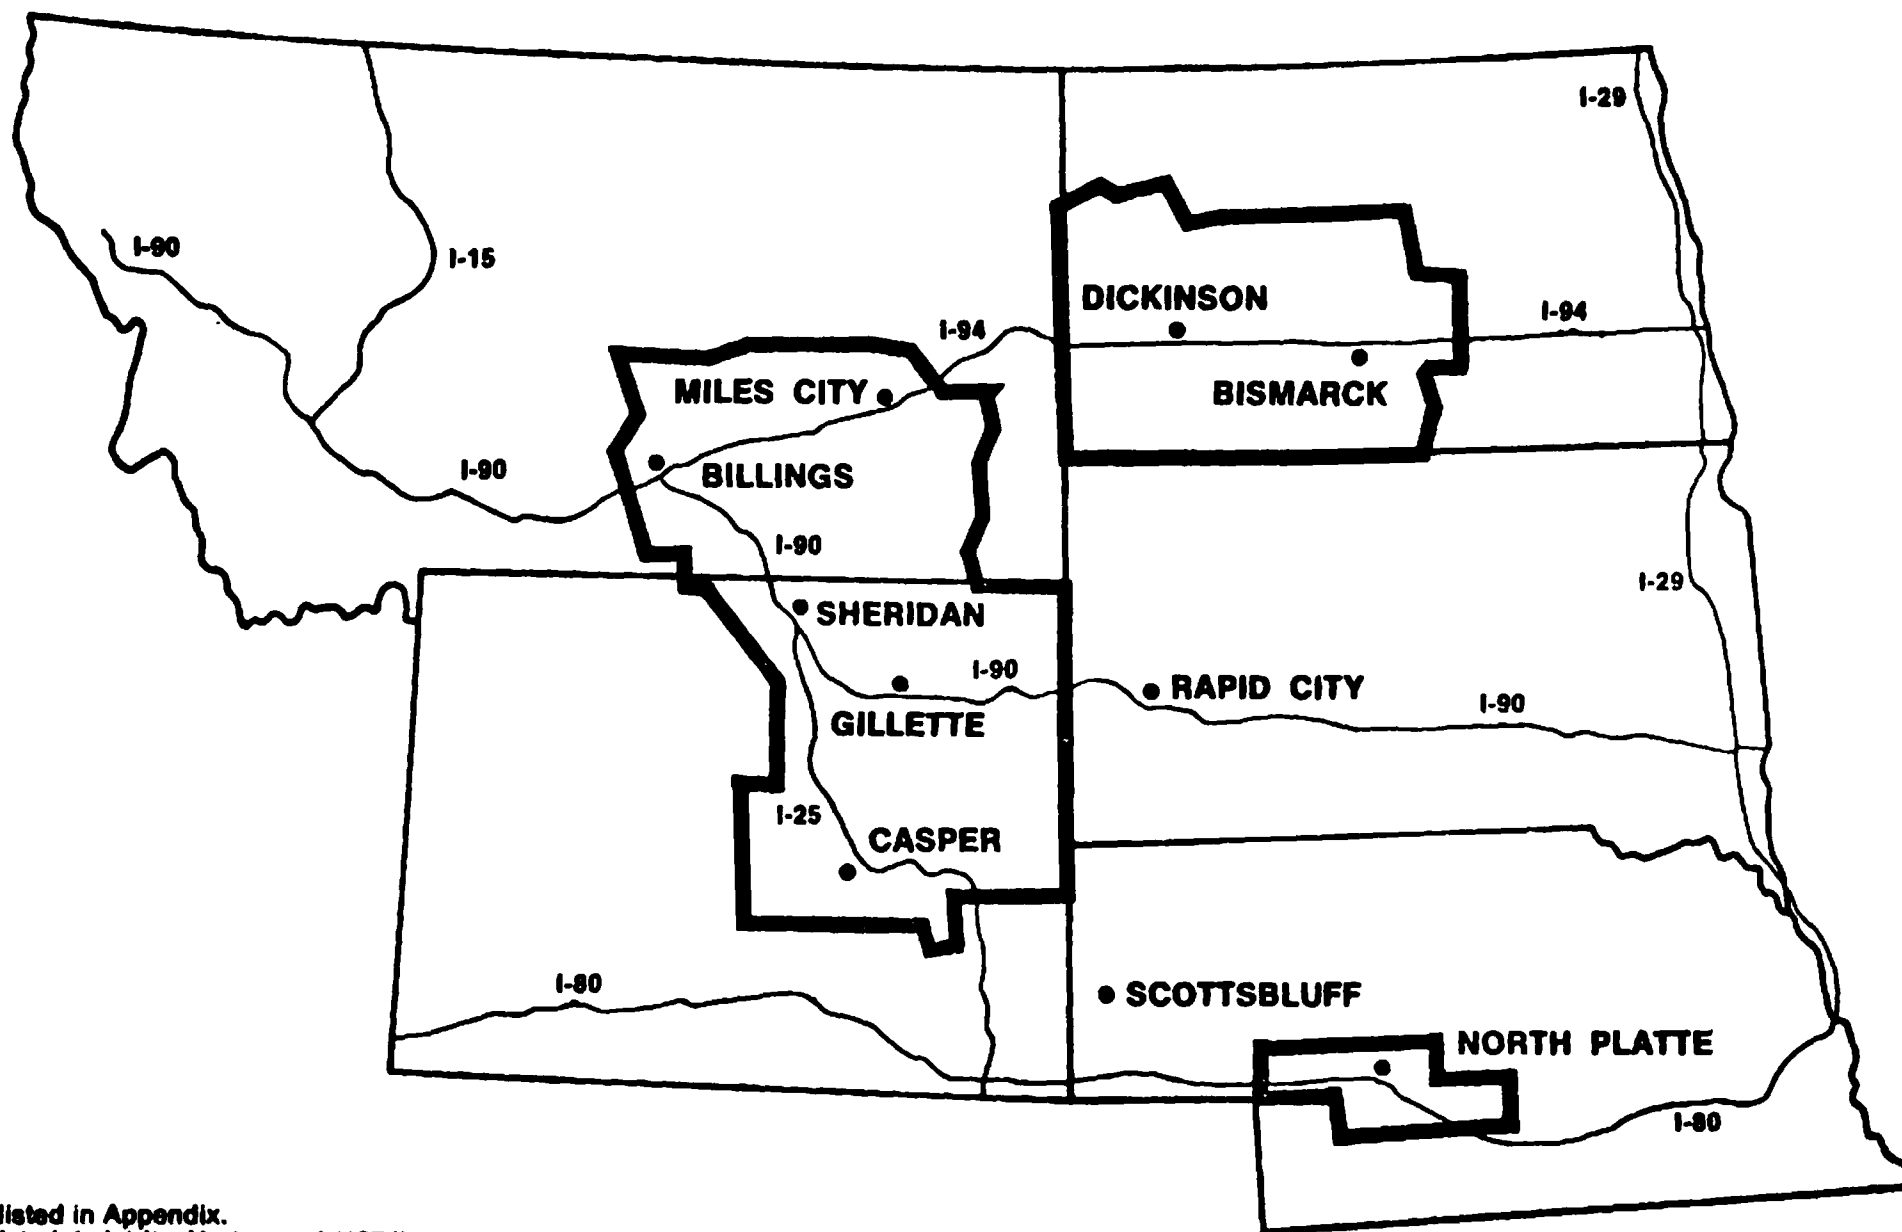 I-29
I-90
I-15
DICKINSON
I-94
I-94
MILES CITY
BISMARCK
I-90
BILLINGS
I-90
I-29
SHERIDAN
I-90
RAPID CITY
I-90
GILLETTE
I-25
CASPER
I-80
SCOTTSBLUFF
NORTH PLATTE
I-80
listed in Appendix.